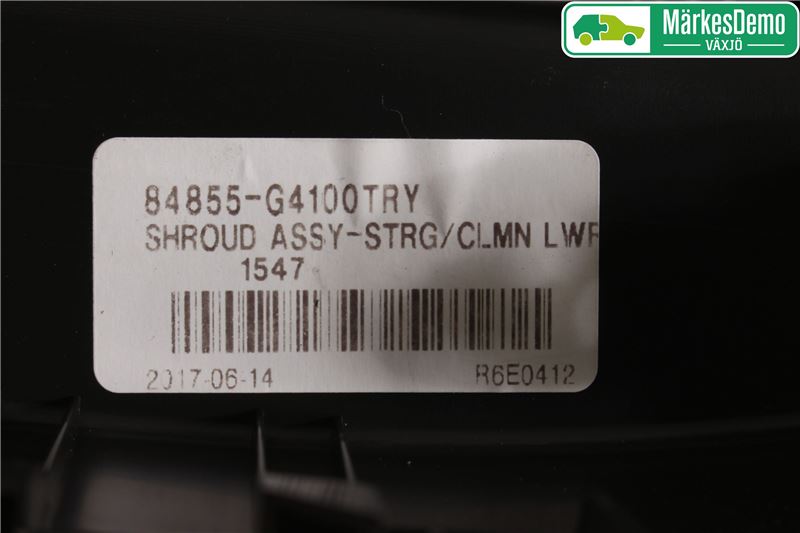 MärkesDemo
VÄXJÖ
84855-G4100TRY
SHROUD ASSY-STRG/CLMN LWR
1547
2017-06-14
R6E0412